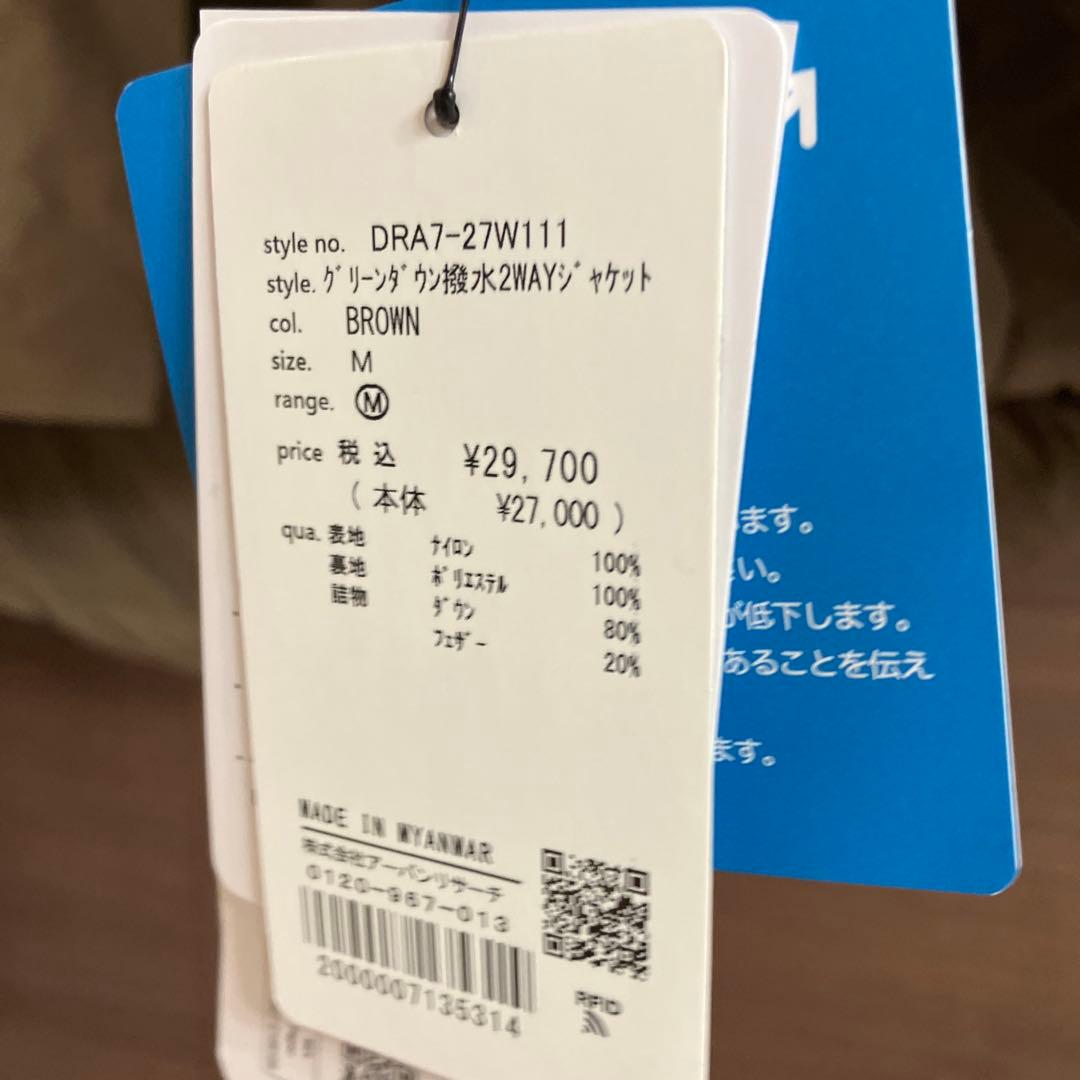 style no. DRA7-27W111
style. グリーンダウン撥水2WAYジャケット
col. BROWN
size. M
range. Ⓜ
price 税込 ¥29,700
(本体 ¥27,000)
qua. 表地 ナイロン 100%
裏地 ポリエステル 100%
詰物 ダウン 80%
フェザー 20%
MADE IN MYANMAR
株式会社アーバンリサーチ
0120-967-013
2000007135314
RFID
ます。
い。
が低下します。
あることを伝え
ます。